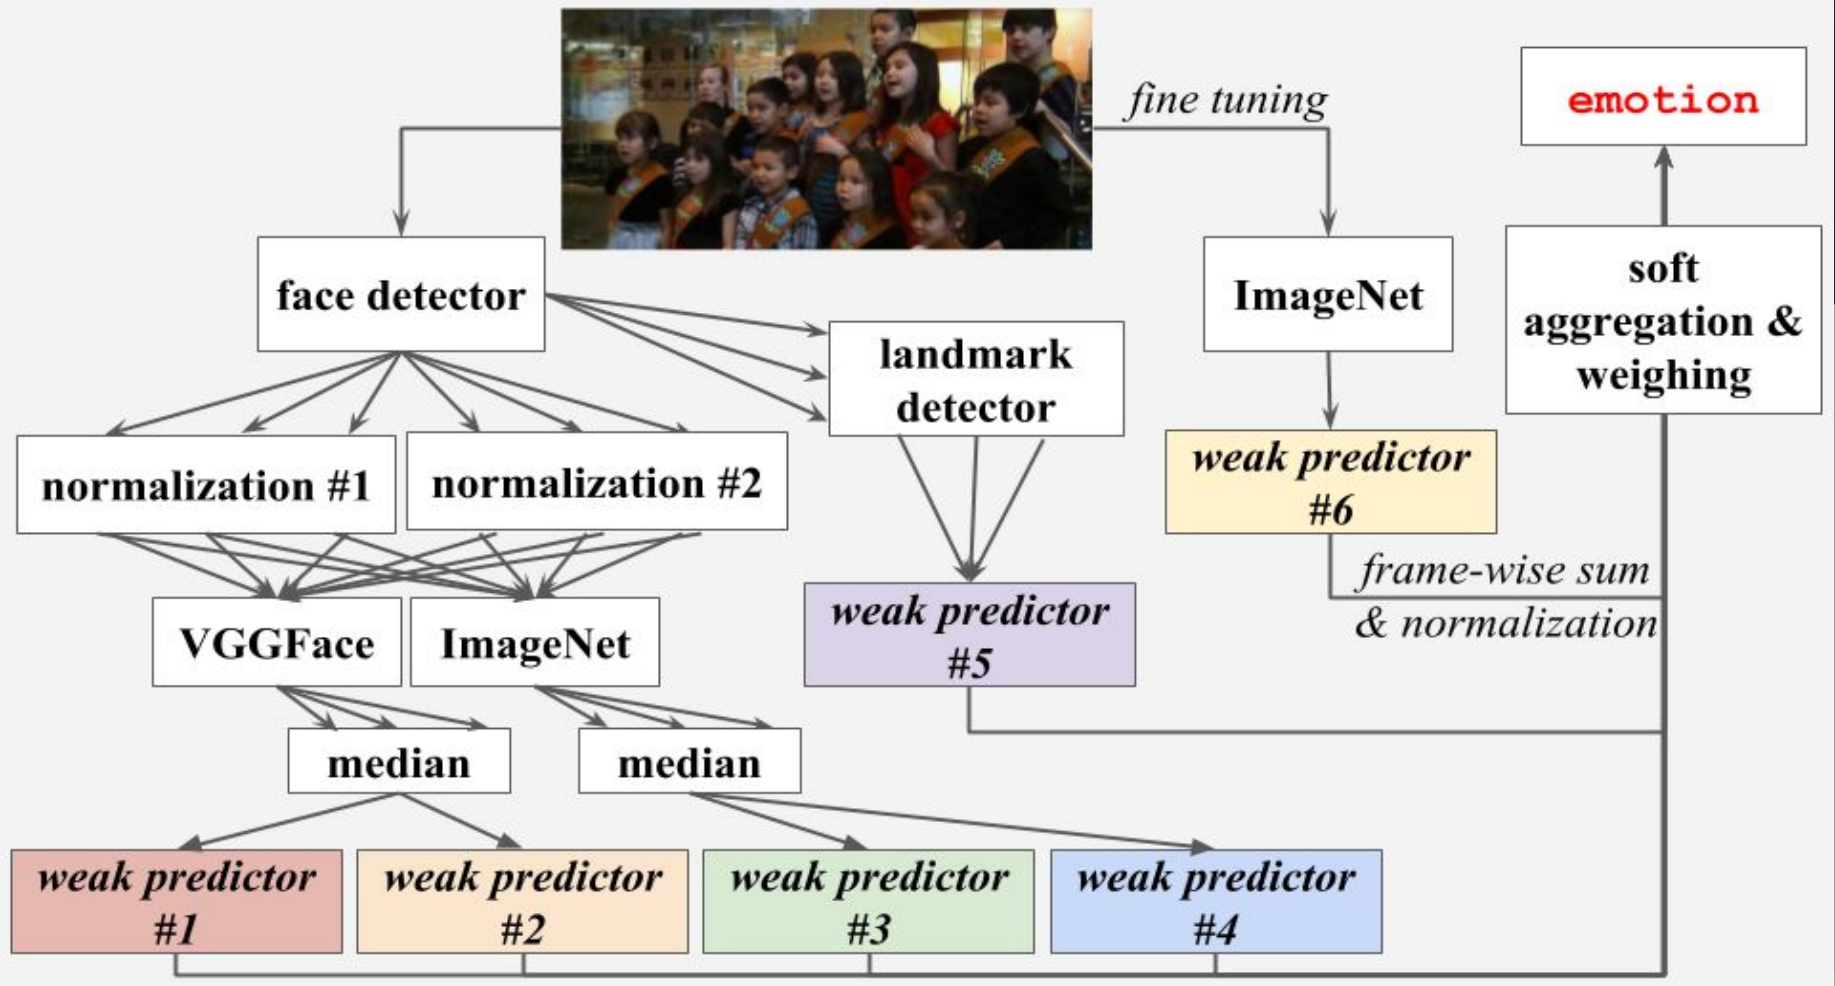 fine tuning
emotion
face detector
ImageNet
soft
aggregation &
weighing
landmark
detector
normalization #1
normalization #2
weak predictor
#6
frame-wise sum
& normalization
VGGFace
ImageNet
weak predictor
#5
median
median
weak predictor
#1
weak predictor
#2
weak predictor
#3
weak predictor
#4